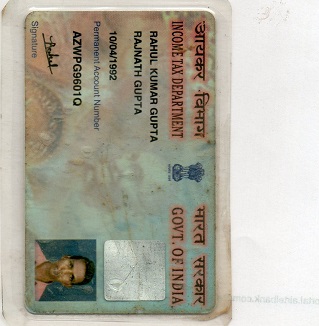 आयकर विभाग
INCOME TAX DEPARTMENT
भारत सरकार
GOVT. OF INDIA
RAHUL KUMAR GUPTA
RAJNATH GUPTA
10/04/1992
Permanent Account Number
AZWPG9601Q
Signature